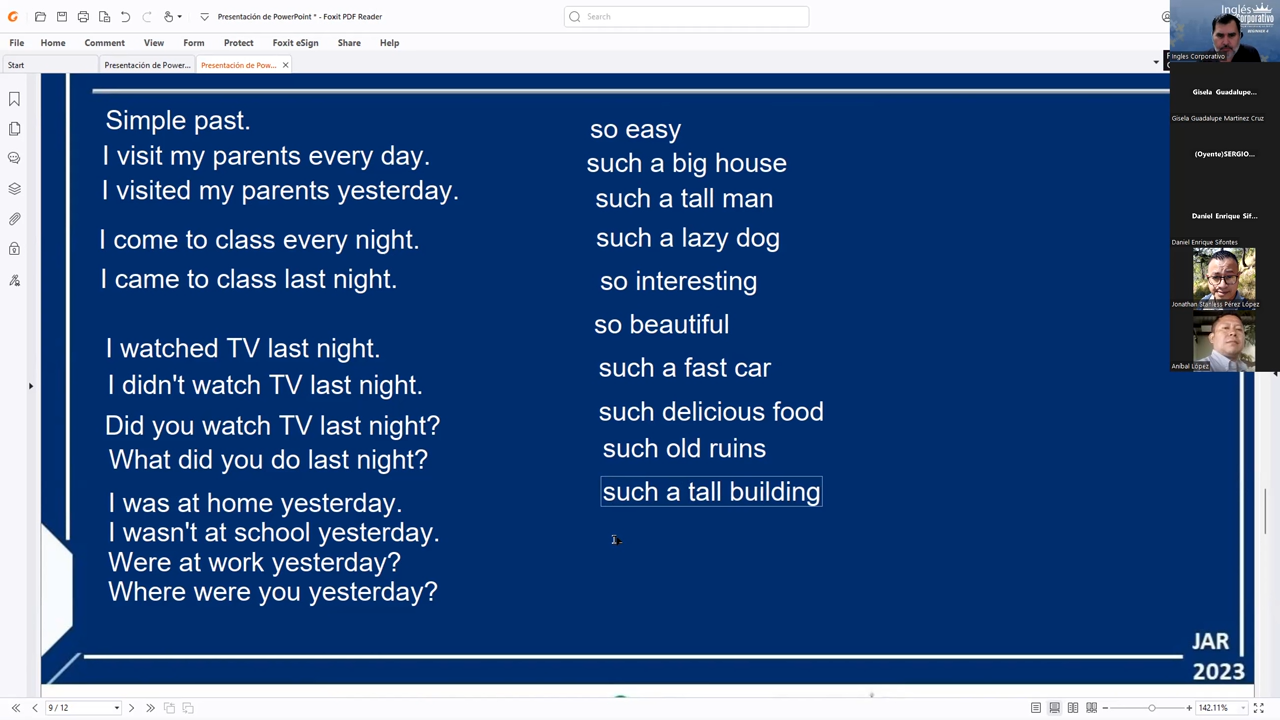 Presentación de PowerPoint * - Foxit PDF Reader
Search
File Home Comment View Form Protect Foxit eSign Share Help
Start
Presentación de Power...
Presentación de Pow...
Simple past.
I visit my parents every day.
I visited my parents yesterday.
I come to class every night.
I came to class last night.
I watched TV last night.
I didn't watch TV last night.
Did you watch TV last night?
What did you do last night?
I was at home yesterday.
I wasn't at school yesterday.
Were at work yesterday?
Where were you yesterday?
so easy
such a big house
such a tall man
such a lazy dog
so interesting
so beautiful
such a fast car
such delicious food
such old ruins
such a tall building
JAR
2023
Inglés
Corporativo
BEGINNER 4
Ingles Corporativo
Gisela Guadalupe...
Gisela Guadalupe Martinez Cruz
(Oyente)SERGIO...
Daniel Enrique Sif...
Daniel Enrique Sifontes
Jonathan Stanless Pérez López
Aníbal López
9 / 12
142.11%